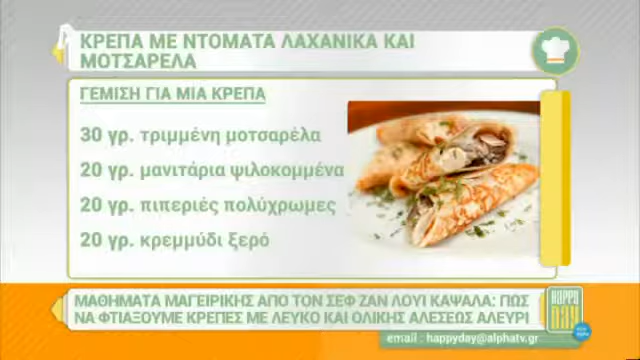 ΚΡΕΠΑ ΜΕ ΝΤΟΜΑΤΑ ΛΑΧΑΝΙΚΑ ΚΑΙ
ΜΟΤΣΑΡΕΛΑ
ΓΕΜΙΣΗ ΓΙΑ ΜΙΑ ΚΡΕΠΑ
30 γρ. τριμμένη μοτσαρέλα
20 γρ. μανιτάρια ψιλοκομμένα
20 γρ. πιπεριές πολύχρωμες
20 γρ. κρεμμύδι ξερό
ΜΑΘΗΜΑΤΑ ΜΑΓΕΙΡΙΚΗΣ ΑΠΟ ΤΟΝ ΣΕΦ ΖΑΝ ΛΟΥΙ ΚΑΨΑΛΑ: ΠΩΣ
ΝΑ ΦΤΙΑΞΟΥΜΕ ΚΡΕΠΕΣ ΜΕ ΛΕΥΚΟ ΚΑΙ ΟΛΙΚΗΣ ΑΛΕΣΕΩΣ ΑΛΕΥΡΙ
HAPPY
DAY
email : happyday@alphatv.gr